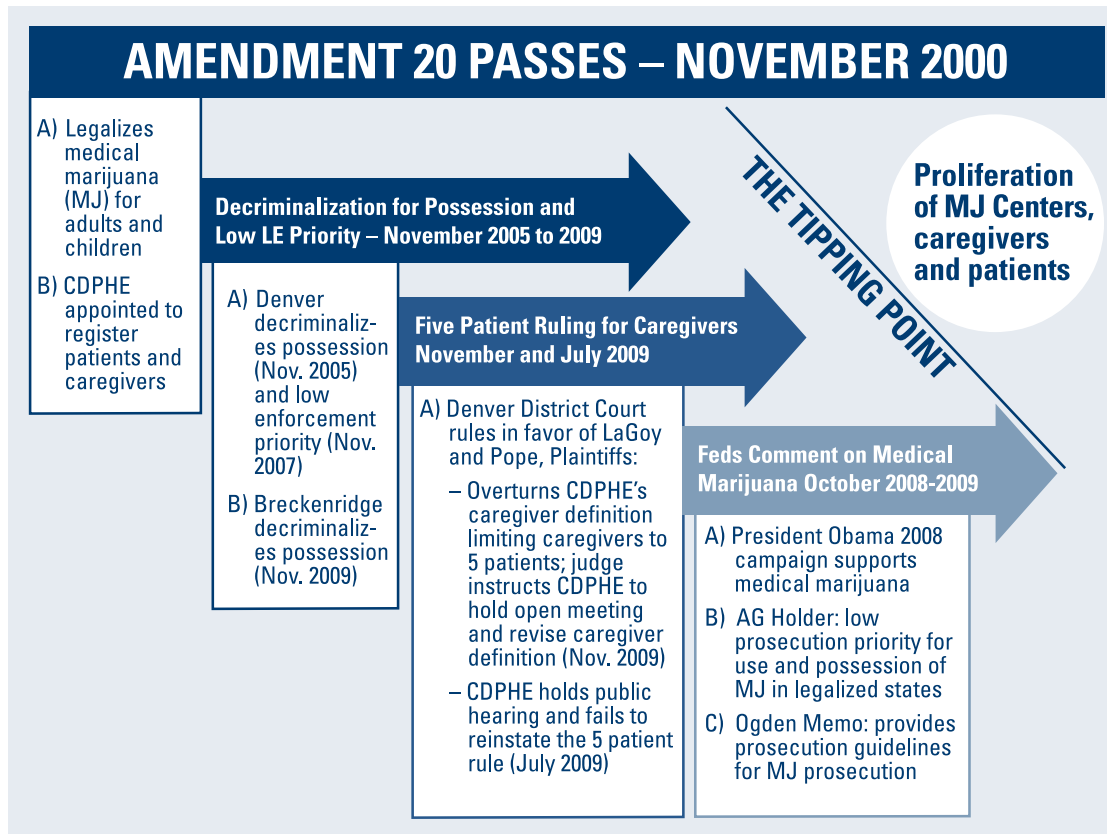 AMENDMENT 20 PASSES – NOVEMBER 2000
A) Legalizes
medical
marijuana
(MJ) for
adults and
children
B) CDPHE
appointed to
register
patients and
caregivers
Decriminalization for Possession and
Low LE Priority – November 2005 to 2009
A) Denver
decriminaliz-
es possession
(Nov. 2005)
and low
enforcement
priority (Nov.
2007)
B) Breckenridge
decriminaliz-
es possession
(Nov. 2009)
Five Patient Ruling for Caregivers
November and July 2009
A) Denver District Court
rules in favor of LaGoy
and Pope, Plaintiffs:
– Overturns CDPHE’s
caregiver definition
limiting caregivers to
5 patients; judge
instructs CDPHE to
hold open meeting
and revise caregiver
definition (Nov. 2009)
– CDPHE holds public
hearing and fails to
reinstate the 5 patient
rule (July 2009)
Feds Comment on Medical
Marijuana October 2008-2009
A) President Obama 2008
campaign supports
medical marijuana
B) AG Holder: low
prosecution priority for
use and possession of
MJ in legalized states
C) Ogden Memo: provides
prosecution guidelines
for MJ prosecution
THE TIPPING POINT
Proliferation
of MJ Centers,
caregivers
and patients